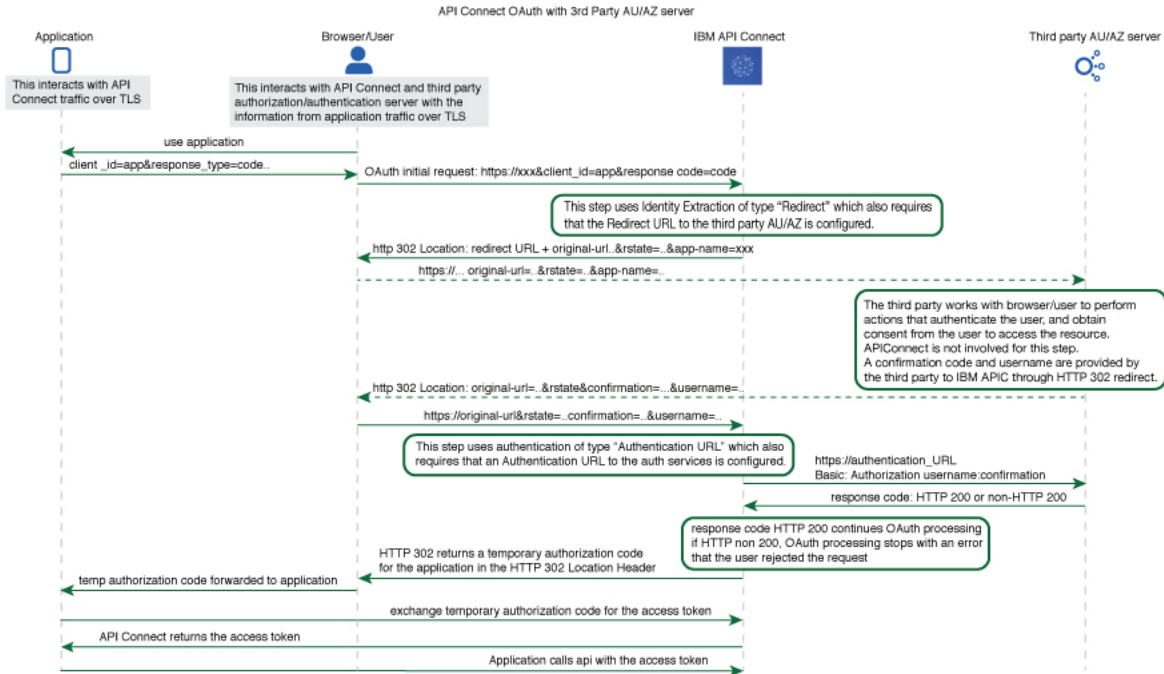 API Connect OAuth with 3rd Party AU/AZ server
Application
Browser/User
IBM API Connect
Third party AU/AZ server
This interacts with API
Connect traffic over TLS
This interacts with API Connect and third party
authorization/authentication server with the
information from application traffic over TLS
use application
client _id=app&response_type=code..
OAuth initial request: https://xxx&client_id=app&response code=code
This step uses Identity Extraction of type “Redirect” which also requires
that the Redirect URL to the third party AU/AZ is configured.
http 302 Location: redirect URL + original-url..&rstate=..&app-name=xxx
https://... original-url=..&rstate=..&app-name=..
The third party works with browser/user to perform
actions that authenticate the user, and obtain
consent from the user to access the resource.
APIConnect is not involved for this step.
A confirmation code and username are provided by
the third party to IBM APIC through HTTP 302 redirect.
http 302 Location: original-url=..&rstate&confirmation=...&username=..
https://original-url&rstate=..confirmation=..&username=..
This step uses authentication of type “Authentication URL” which also
requires that an Authentication URL to the auth services is configured.
https://authentication_URL
Basic: Authorization username:confirmation
response code: HTTP 200 or non-HTTP 200
response code HTTP 200 continues OAuth processing
if HTTP non 200, OAuth processing stops with an error
that the user rejected the request
HTTP 302 returns a temporary authorization code
for the application in the HTTP 302 Location Header
temp authorization code forwarded to application
exchange temporary authorization code for the access token
API Connect returns the access token
Application calls api with the access token